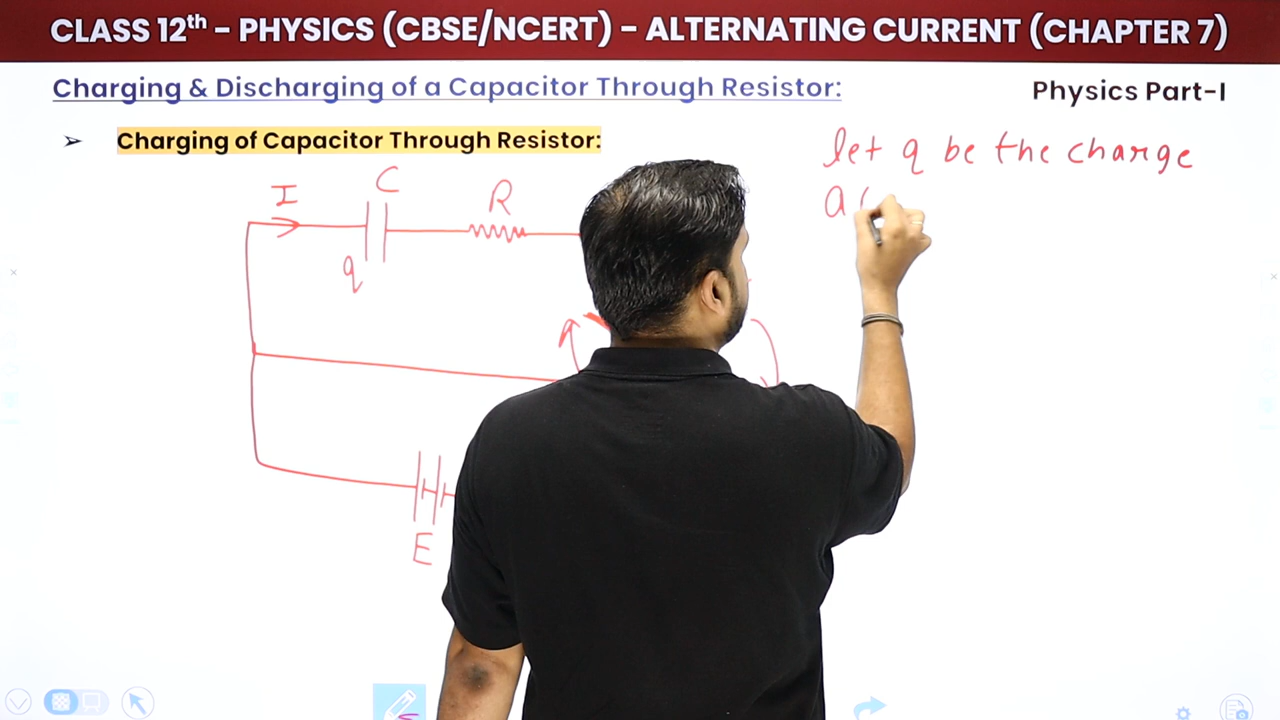 CLASS 12th – PHYSICS (CBSE/NCERT) – ALTERNATING CURRENT (CHAPTER 7)
Charging & Discharging of a Capacitor Through Resistor: Physics Part-I
➢ Charging of Capacitor Through Resistor:
let q be the charge
a
I C R
q
E